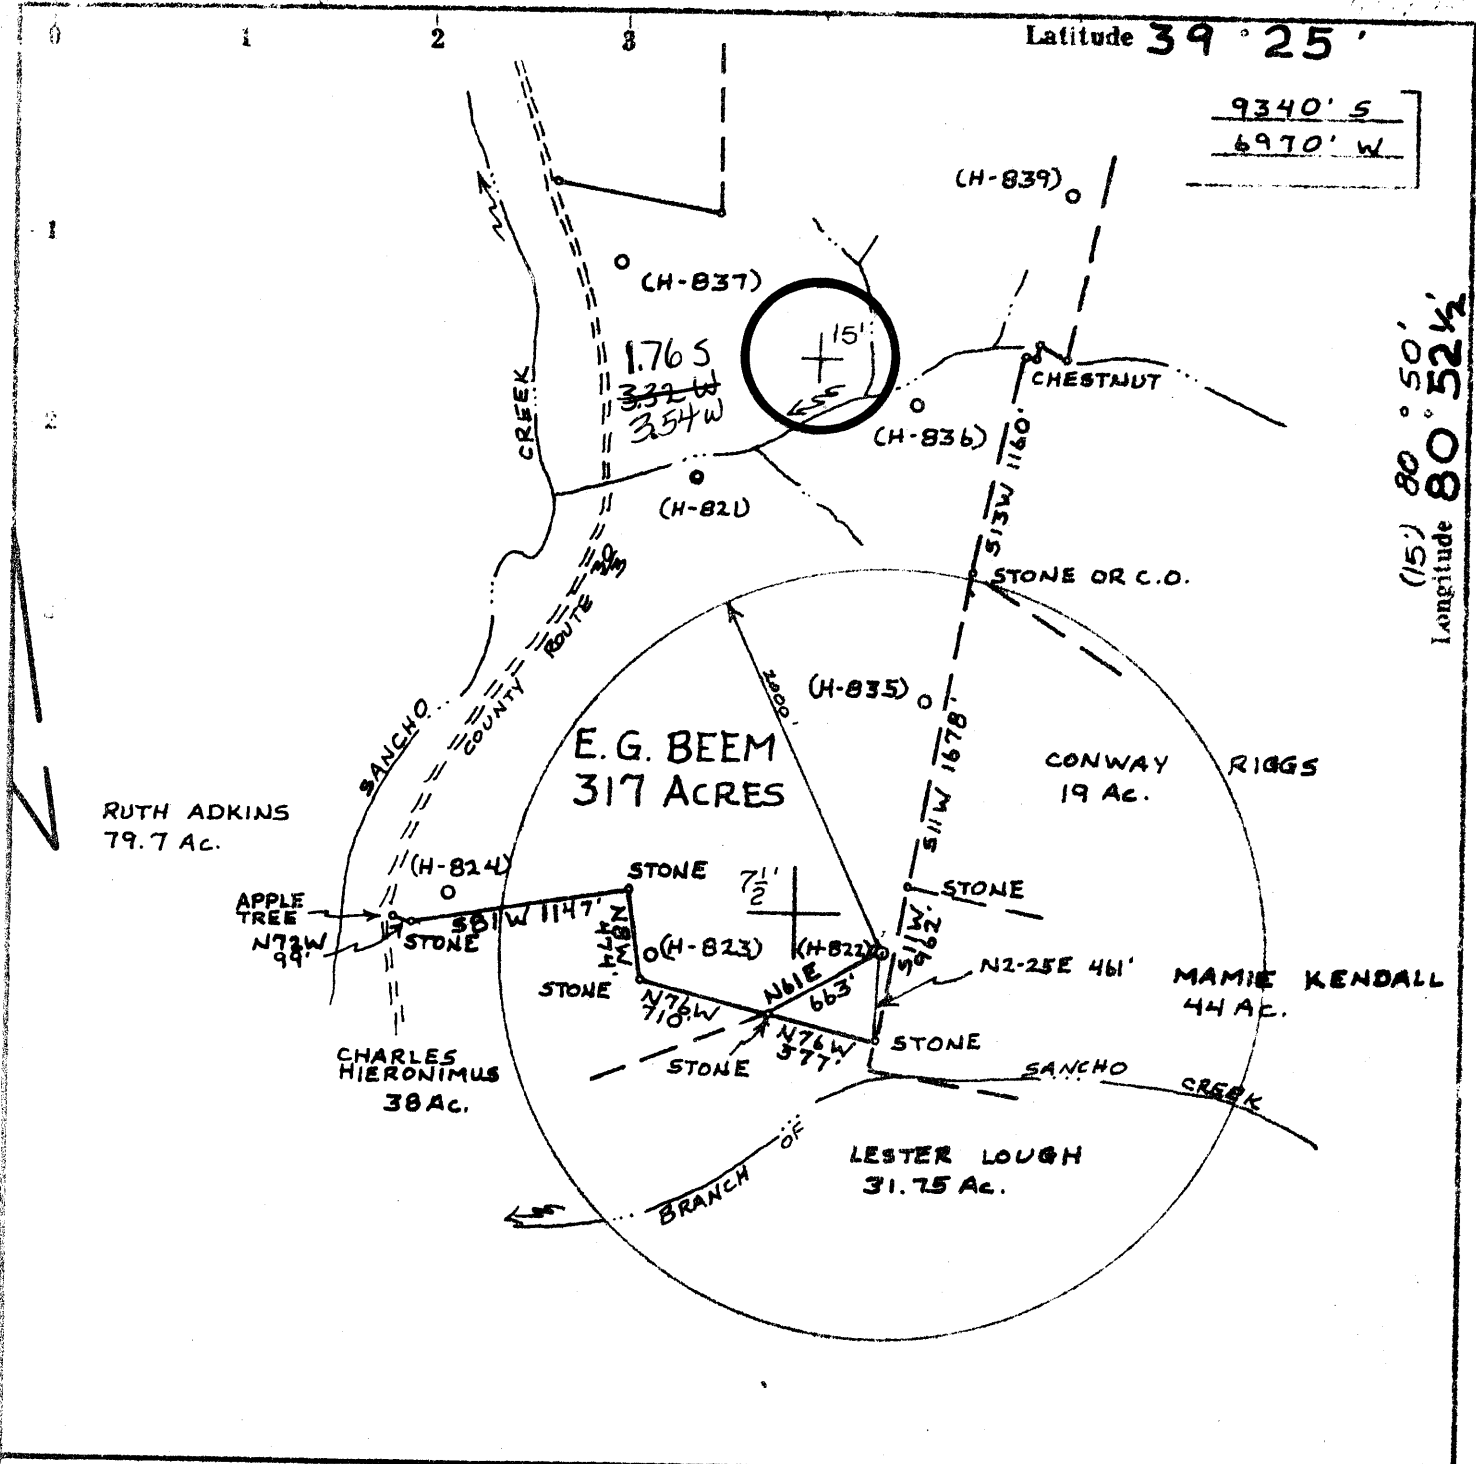 0 1 2 3
Latitude 39° 25'
9340' S
6970' W
1
2
(H-839)
(H-837)
15'
1.76 S
3.32 W
3.54 W
CHESTNUT
CREEK
(H-836)
(H-821)
S13W 1160'
(15') 80° 50'
Longitude 80° 52½'
STONE OR C.O.
COUNTY ROUTE
2000'
(H-835)
SANCHO
E. G. BEEM
317 ACRES
S11W 1678'
CONWAY RIGGS
19 Ac.
RUTH ADKINS
79.7 Ac.
(H-824)
STONE
7½'
APPLE
TREE
S81W 1147'
STONE
N73W
99'
STONE
N8W
474'
(H-823)
(H-822)
S11W
962'
N2-25E 461'
MAMIE KENDALL
44 Ac.
STONE
N61E
663'
N76W
710'
N76W
377'
STONE
STONE
CHARLES
HIERONIMUS
38 Ac.
SANCHO CREEK
BRANCH OF
LESTER LOUGH
31.75 Ac.